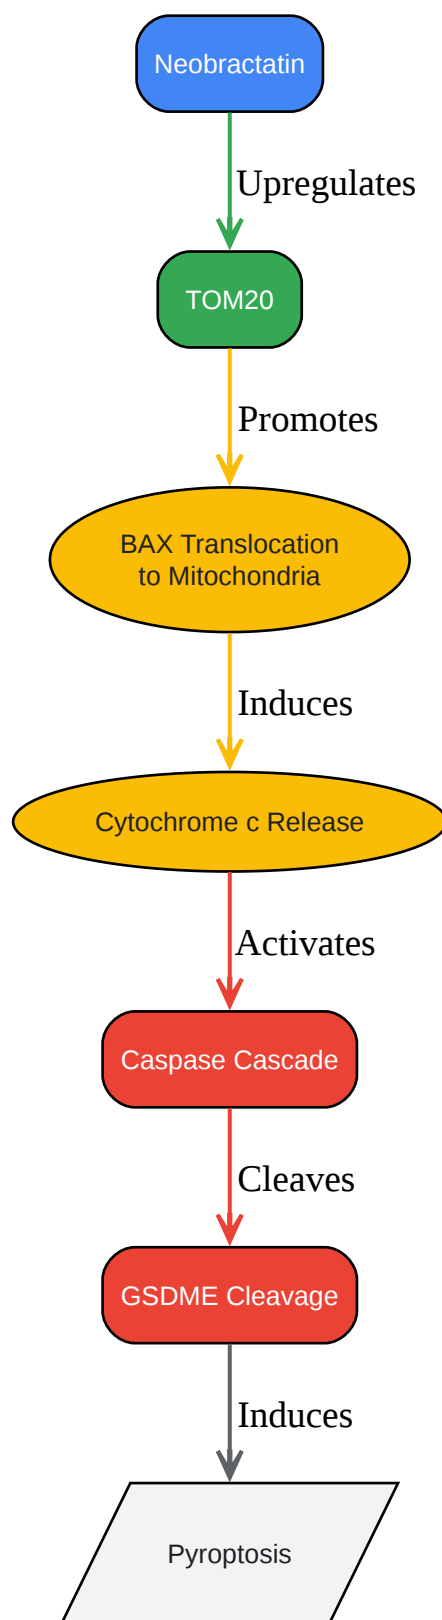 Neobractatin
Upregulates
TOM20
Promotes
BAX Translocation
to Mitochondria
Induces
Cytochrome c Release
Activates
Caspase Cascade
Cleaves
GSDME Cleavage
Induces
Pyroptosis